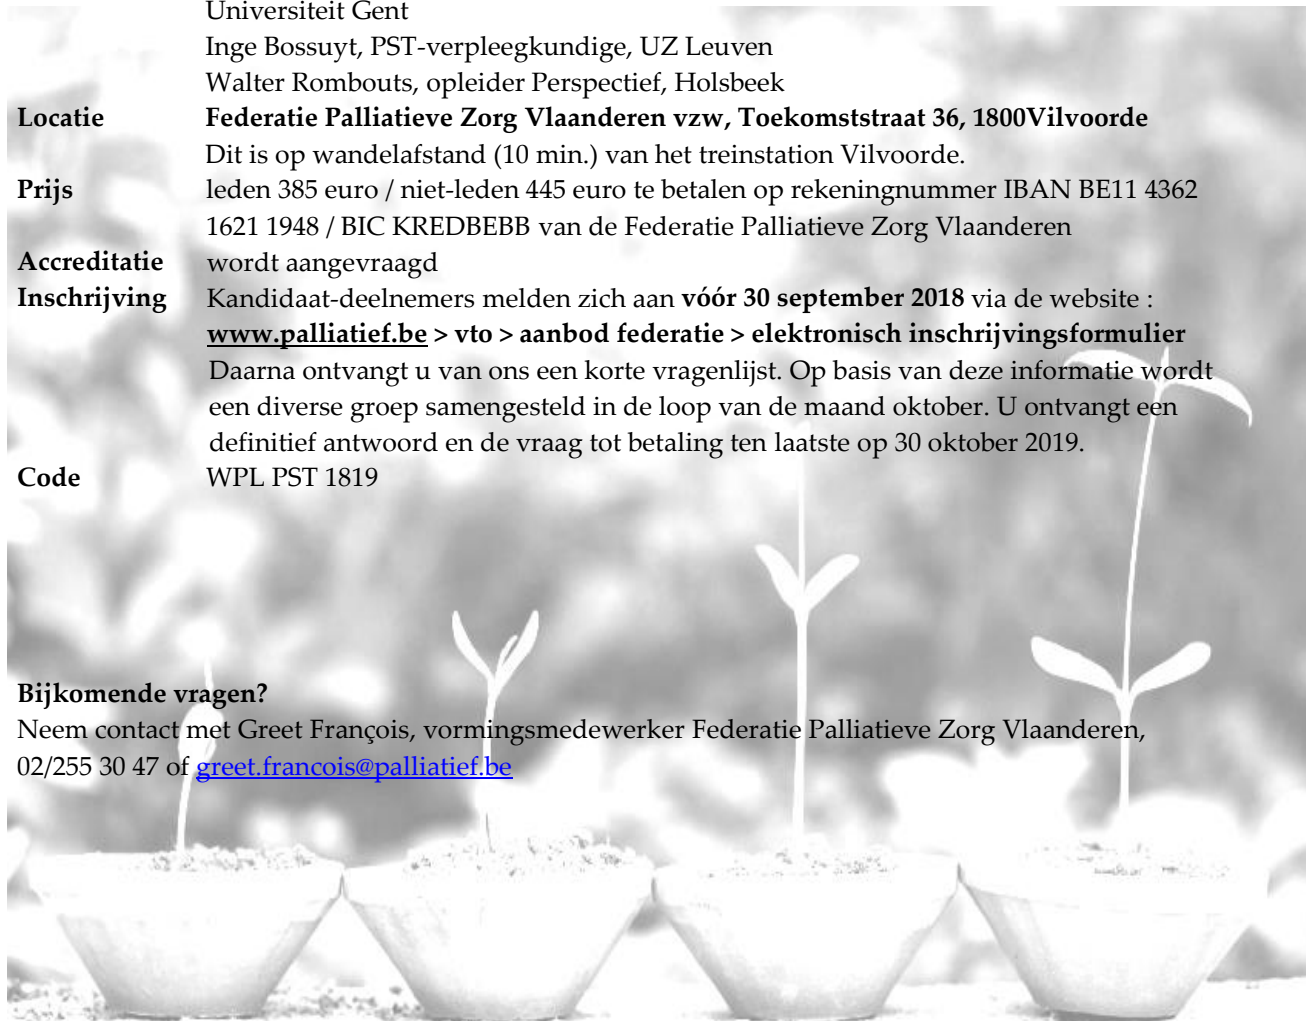 Universiteit Gent
Inge Bossuyt, PST-verpleegkundige, UZ Leuven
Walter Rombouts, opleider Perspectief, Holsbeek
Locatie Federatie Palliatieve Zorg Vlaanderen vzw, Toekomststraat 36, 1800Vilvoorde
Dit is op wandelafstand (10 min.) van het treinstation Vilvoorde.
Prijs leden 385 euro / niet-leden 445 euro te betalen op rekeningnummer IBAN BE11 4362
1621 1948 / BIC KREDBEBB van de Federatie Palliatieve Zorg Vlaanderen
Accreditatie wordt aangevraagd
Inschrijving Kandidaat-deelnemers melden zich aan vóór 30 september 2018 via de website :
www.palliatief.be > vto > aanbod federatie > elektronisch inschrijvingsformulier
Daarna ontvangt u van ons een korte vragenlijst. Op basis van deze informatie wordt
een diverse groep samengesteld in de loop van de maand oktober. U ontvangt een
definitief antwoord en de vraag tot betaling ten laatste op 30 oktober 2019.
Code WPL PST 1819
Bijkomende vragen?
Neem contact met Greet François, vormingsmedewerker Federatie Palliatieve Zorg Vlaanderen,
02/255 30 47 of greet.francois@palliatief.be